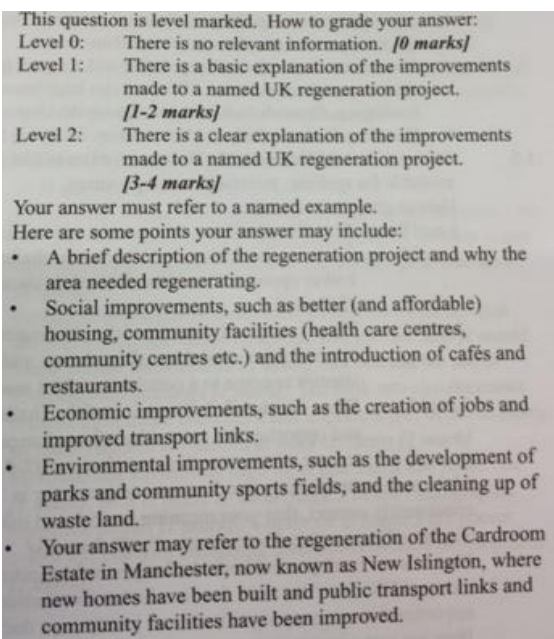 This question is level marked. How to grade your answer:
Level 0: There is no relevant information. [0 marks]
Level 1: There is a basic explanation of the improvements
made to a named UK regeneration project.
[1-2 marks]
Level 2: There is a clear explanation of the improvements
made to a named UK regeneration project.
[3-4 marks]
Your answer must refer to a named example.
Here are some points your answer may include:
• A brief description of the regeneration project and why the
area needed regenerating.
• Social improvements, such as better (and affordable)
housing, community facilities (health care centres,
community centres etc.) and the introduction of cafés and
restaurants.
• Economic improvements, such as the creation of jobs and
improved transport links.
• Environmental improvements, such as the development of
parks and community sports fields, and the cleaning up of
waste land.
• Your answer may refer to the regeneration of the Cardroom
Estate in Manchester, now known as New Islington, where
new homes have been built and public transport links and
community facilities have been improved.